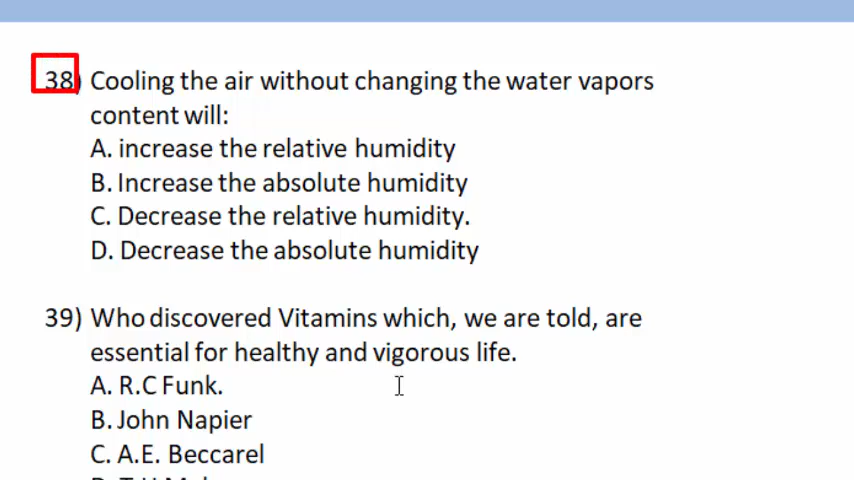 38) Cooling the air without changing the water vapors
content will:
A. increase the relative humidity
B. Increase the absolute humidity
C. Decrease the relative humidity.
D. Decrease the absolute humidity
39) Who discovered Vitamins which, we are told, are
essential for healthy and vigorous life.
A. R.C Funk.
B. John Napier
C. A.E. Beccarel